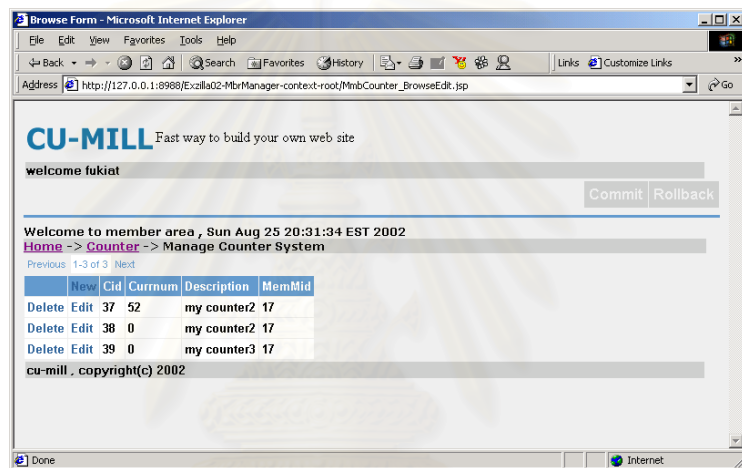 Browse Form - Microsoft Internet Explorer
File Edit View Favorites Tools Help
Back Search Favorites History Links Customize Links »
Address http://127.0.0.1:8988/Exzilla02-MbrManager-context-root/MmbCounter_BrowseEdit.jsp Go
CU-MILL Fast way to build your own web site
welcome fukiat
Commit Rollback
Welcome to member area , Sun Aug 25 20:31:34 EST 2002
Home -> Counter -> Manage Counter System
Previous 1-3 of 3 Next
New Cid Currnum Description MemMid
Delete Edit 37 52 my counter2 17
Delete Edit 38 0 my counter2 17
Delete Edit 39 0 my counter3 17
cu-mill , copyright(c) 2002
Done Internet